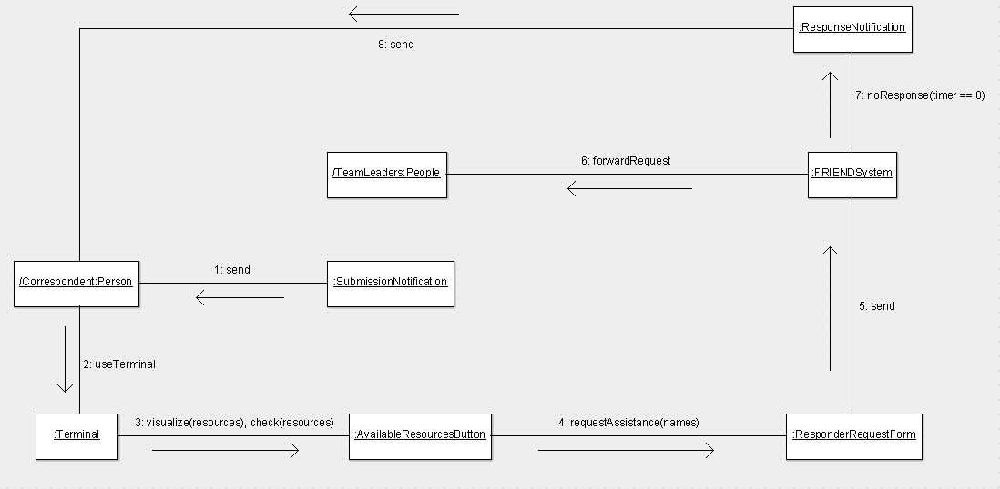 :ResponseNotification
8: send
7: noResponse(timer == 0)
6: forwardRequest
/TeamLeaders:People
:FRIENDSystem
1: send
/Correspondent:Person
:SubmissionNotification
5: send
2: useTerminal
3: visualize(resources), check(resources)
4: requestAssistance(names)
:Terminal
:AvailableResourcesButton
:ResponderRequestForm